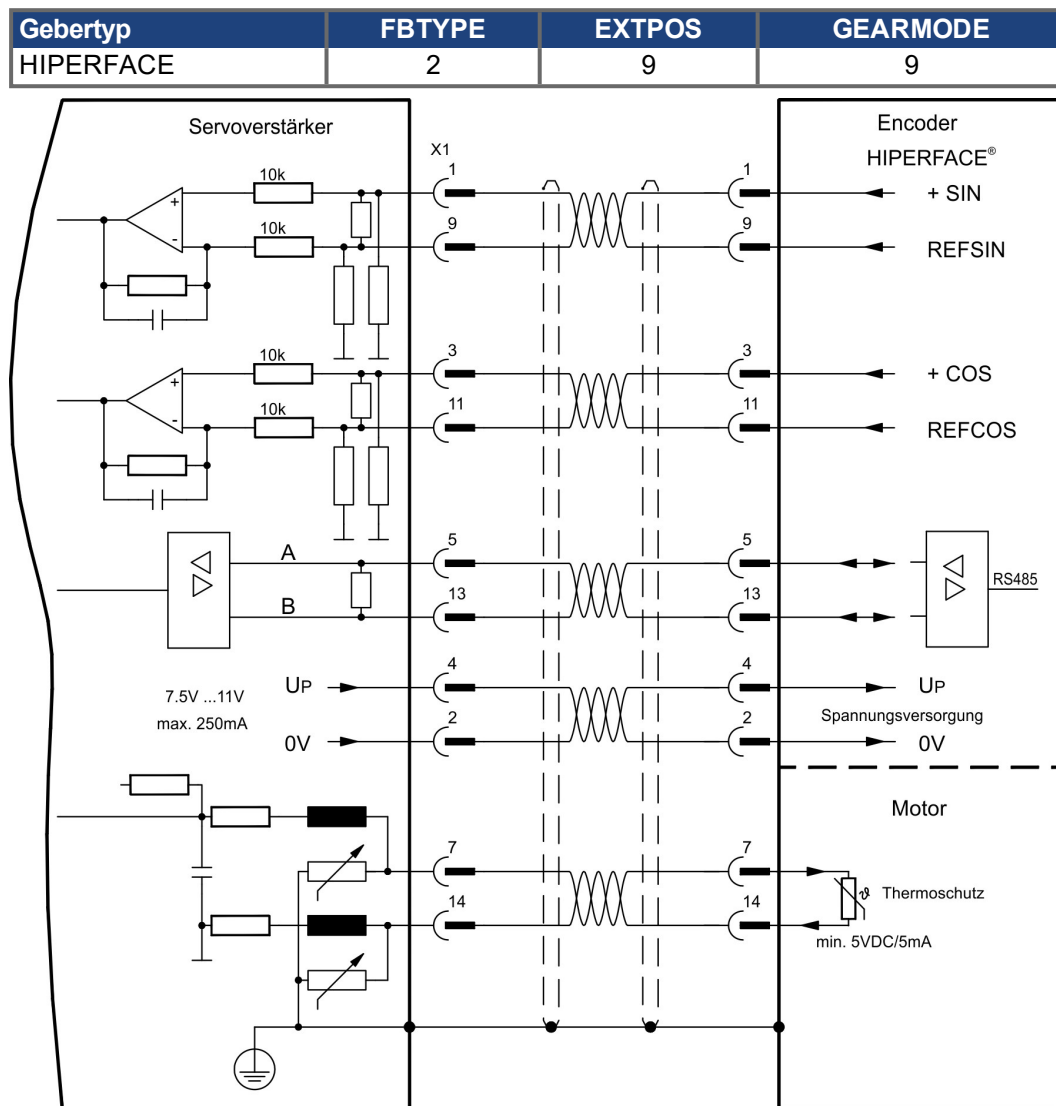 Gebertyp FBTYPE EXTPOS GEARMODE
HIPERFACE 2 9 9
Servoverstärker
Encoder
HIPERFACE®
X1
10k 1 1 + SIN
10k 9 9 REFSIN
10k 3 3 + COS
10k 11 11 REFCOS
A 5 5
RS485
B 13 13
7.5V ...11V
max. 250mA
UP 4 4 UP
Spannungsversorgung
0V 2 2 0V
Motor
7 7
ϑ Thermoschutz
14 14
min. 5VDC/5mA